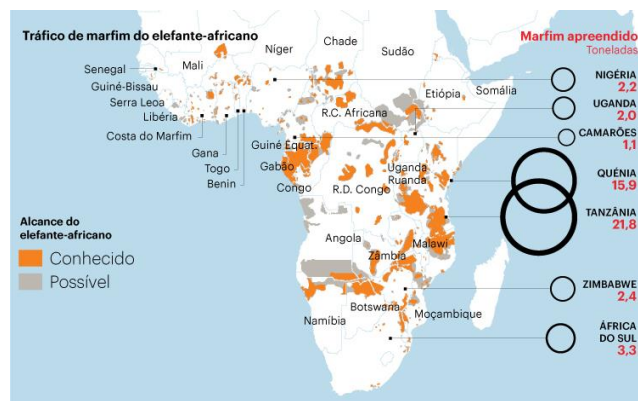 Tráfico de marfim do elefante-africano
Marfim apreendido
Toneladas
Senegal
Mali
Níger
Chade
Sudão
Guiné-Bissau
Serra Leoa
Libéria
Costa do Marfim
Gana
Togo
Benin
R.C. Africana
Etiópia
Somália
Guiné Equat.
Gabão
Congo
R.D. Congo
Uganda
Ruanda
Angola
Zâmbia
Malawi
Botswana
Moçambique
Namíbia
NIGÉRIA
2,2
UGANDA
2,0
CAMARÕES
1,1
QUÉNIA
15,9
TANZÂNIA
21,8
ZIMBABWE
2,4
ÁFRICA
DO SUL
3,3
Alcance do
elefante-africano
Conhecido
Possível